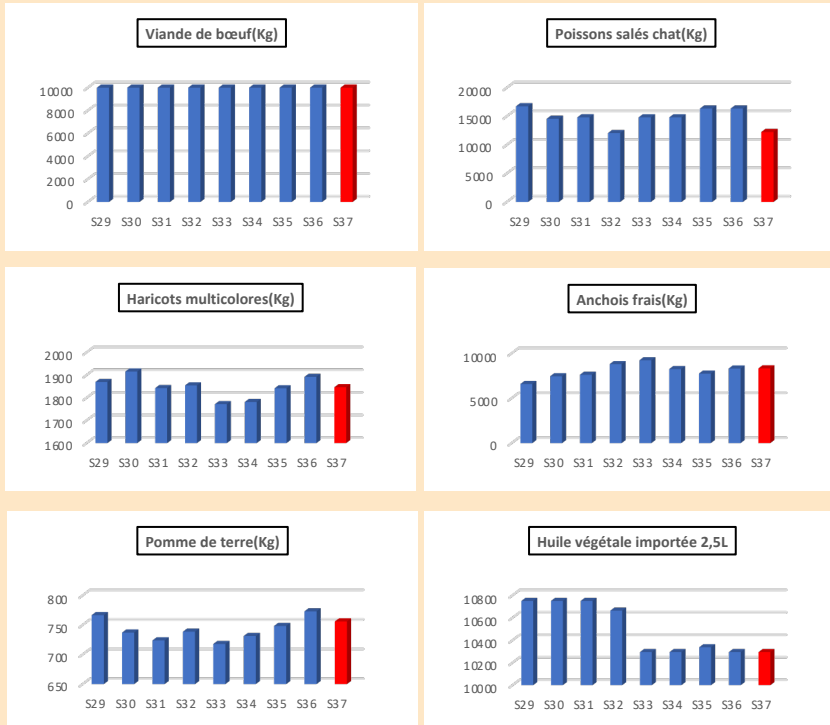 Viande de bœuf(Kg)
10000
8000
6000
4000
2000
0
S29 S30 S31 S32 S33 S34 S35 S36 S37
Poissons salés chat(Kg)
20000
15000
10000
5000
0
S29 S30 S31 S32 S33 S34 S35 S36 S37
Haricots multicolores(Kg)
2000
1900
1800
1700
1600
S29 S30 S31 S32 S33 S34 S35 S36 S37
Anchois frais(Kg)
10000
5000
0
S29 S30 S31 S32 S33 S34 S35 S36 S37
Pomme de terre(Kg)
800
750
700
650
S29 S30 S31 S32 S33 S34 S35 S36 S37
Huile végétale importée 2,5L
10800
10600
10400
10200
10000
S29 S30 S31 S32 S33 S34 S35 S36 S37